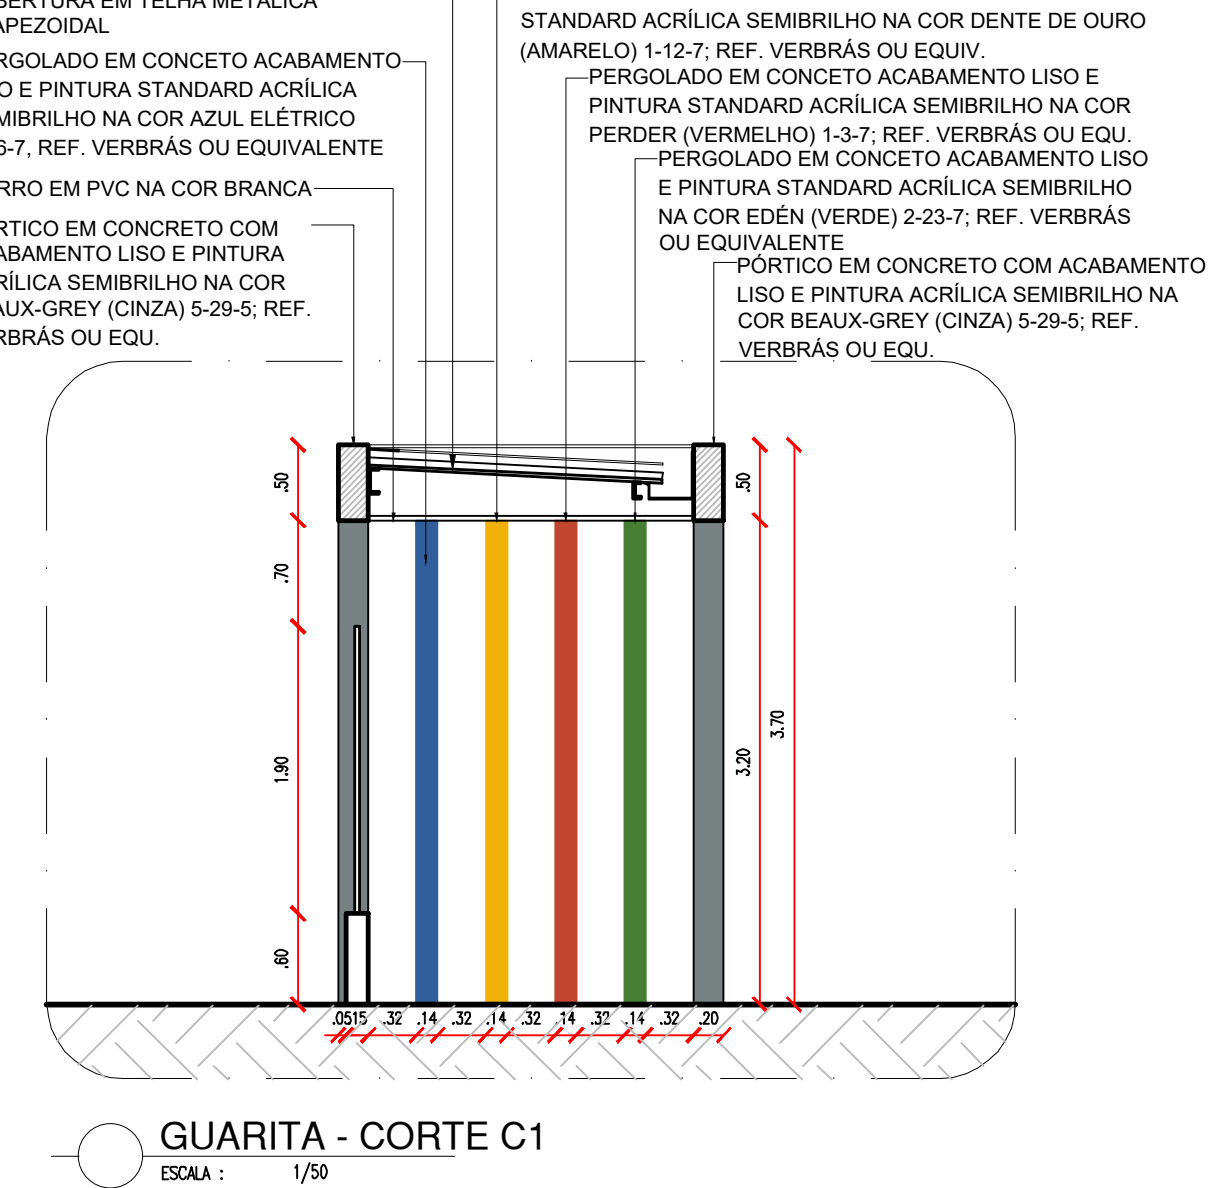 BERTURA EM TELHA METÁLICA
APEZOIDAL
RGOLADO EM CONCETO ACABAMENTO
O E PINTURA STANDARD ACRÍLICA
MIBRILHO NA COR AZUL ELÉTRICO
6-7, REF. VERBRÁS OU EQUIVALENTE
RRO EM PVC NA COR BRANCA
RTICO EM CONCRETO COM
ABAMENTO LISO E PINTURA
RÍLICA SEMIBRILHO NA COR
AUX-GREY (CINZA) 5-29-5; REF.
RBRÁS OU EQU.
STANDARD ACRÍLICA SEMIBRILHO NA COR DENTE DE OURO
(AMARELO) 1-12-7; REF. VERBRÁS OU EQUIV.
PERGOLADO EM CONCETO ACABAMENTO LISO E
PINTURA STANDARD ACRÍLICA SEMIBRILHO NA COR
PERDER (VERMELHO) 1-3-7; REF. VERBRÁS OU EQU.
PERGOLADO EM CONCETO ACABAMENTO LISO
E PINTURA STANDARD ACRÍLICA SEMIBRILHO
NA COR EDÉN (VERDE) 2-23-7; REF. VERBRÁS
OU EQUIVALENTE
PÓRTICO EM CONCRETO COM ACABAMENTO
LISO E PINTURA ACRÍLICA SEMIBRILHO NA
COR BEAUX-GREY (CINZA) 5-29-5; REF.
VERBRÁS OU EQU.
.50
.70
1.90
.60
.50
3.20
3.70
.05 .15 .32 .14 .32 .14 .32 .14 .32 .14 .32 .20
GUARITA - CORTE C1
ESCALA : 1/50